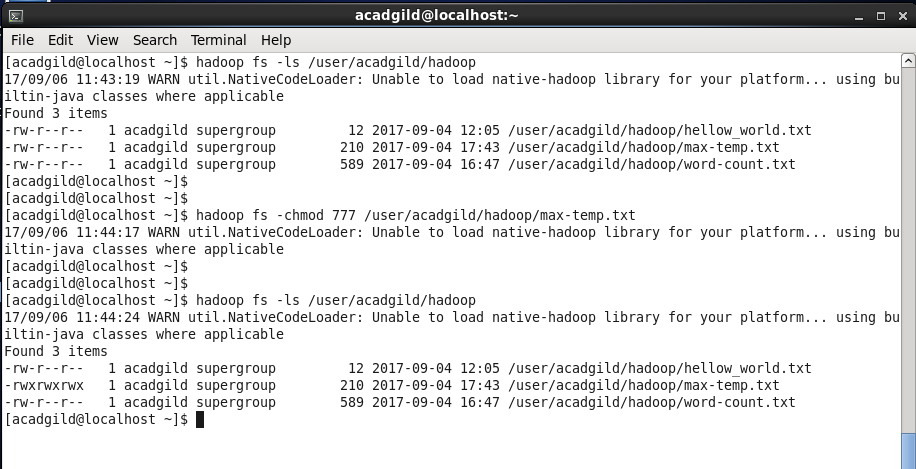 acadgild@localhost:~
File Edit View Search Terminal Help
[acadgild@localhost ~]$ hadoop fs -ls /user/acadgild/hadoop
17/09/06 11:43:19 WARN util.NativeCodeLoader: Unable to load native-hadoop library for your platform... using bu
iltin-java classes where applicable
Found 3 items
-rw-r--r--   1 acadgild supergroup         12 2017-09-04 12:05 /user/acadgild/hadoop/hellow_world.txt
-rw-r--r--   1 acadgild supergroup        210 2017-09-04 17:43 /user/acadgild/hadoop/max-temp.txt
-rw-r--r--   1 acadgild supergroup        589 2017-09-04 16:47 /user/acadgild/hadoop/word-count.txt
[acadgild@localhost ~]$
[acadgild@localhost ~]$
[acadgild@localhost ~]$ hadoop fs -chmod 777 /user/acadgild/hadoop/max-temp.txt
17/09/06 11:44:17 WARN util.NativeCodeLoader: Unable to load native-hadoop library for your platform... using bu
iltin-java classes where applicable
[acadgild@localhost ~]$
[acadgild@localhost ~]$
[acadgild@localhost ~]$ hadoop fs -ls /user/acadgild/hadoop
17/09/06 11:44:24 WARN util.NativeCodeLoader: Unable to load native-hadoop library for your platform... using bu
iltin-java classes where applicable
Found 3 items
-rw-r--r--   1 acadgild supergroup         12 2017-09-04 12:05 /user/acadgild/hadoop/hellow_world.txt
-rwxrwxrwx   1 acadgild supergroup        210 2017-09-04 17:43 /user/acadgild/hadoop/max-temp.txt
-rw-r--r--   1 acadgild supergroup        589 2017-09-04 16:47 /user/acadgild/hadoop/word-count.txt
[acadgild@localhost ~]$